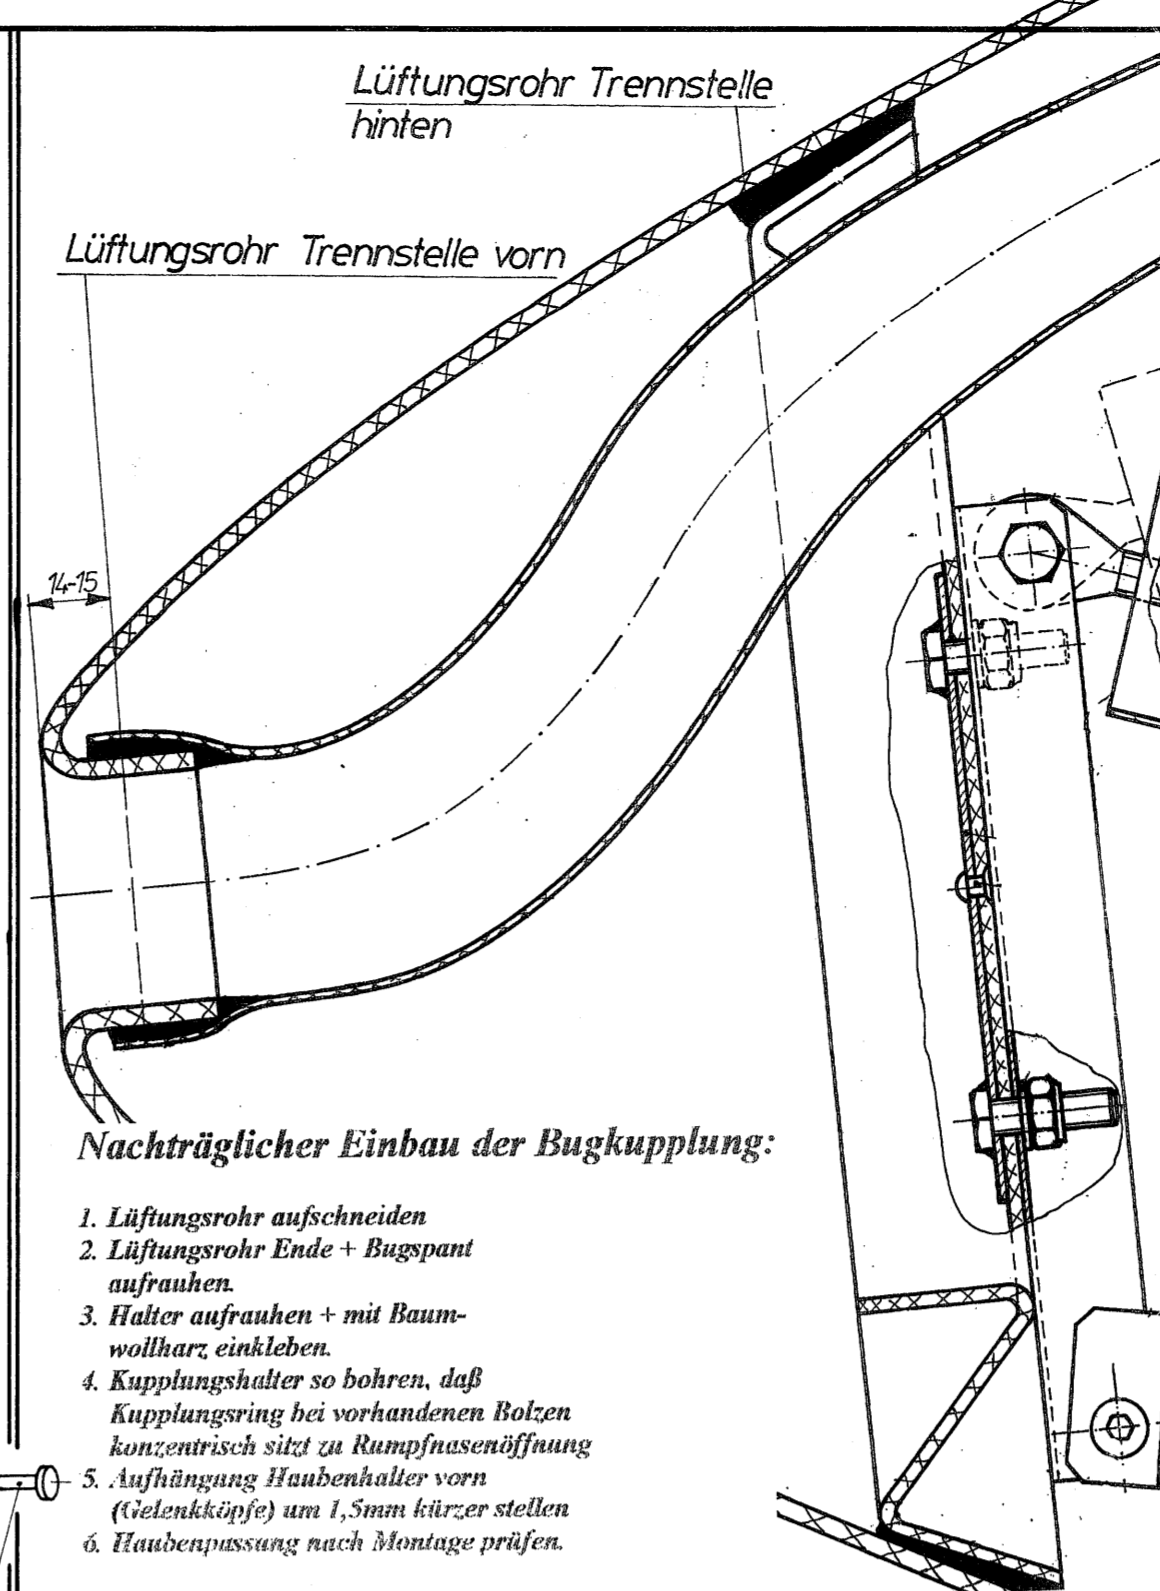 Lüftungsrohr Trennstelle
hinten
Lüftungsrohr Trennstelle vorn
14-15
Nachträglicher Einbau der Bugkupplung:
1. Lüftungsrohr aufschneiden
2. Lüftungsrohr Ende + Bugspant
aufrauhen.
3. Halter aufrauhen + mit Baum-
wollharz einkleben.
4. Kupplungshalter so bohren, daß
Kupplungsring bei vorhandenen Bolzen
konzentrisch sitzt zu Rumpfnasenöffnung
5. Aufhängung Haubenhalter vorn
(Gelenkköpfe) um 1,5mm kürzer stellen
6. Haubenpassung nach Montage prüfen.